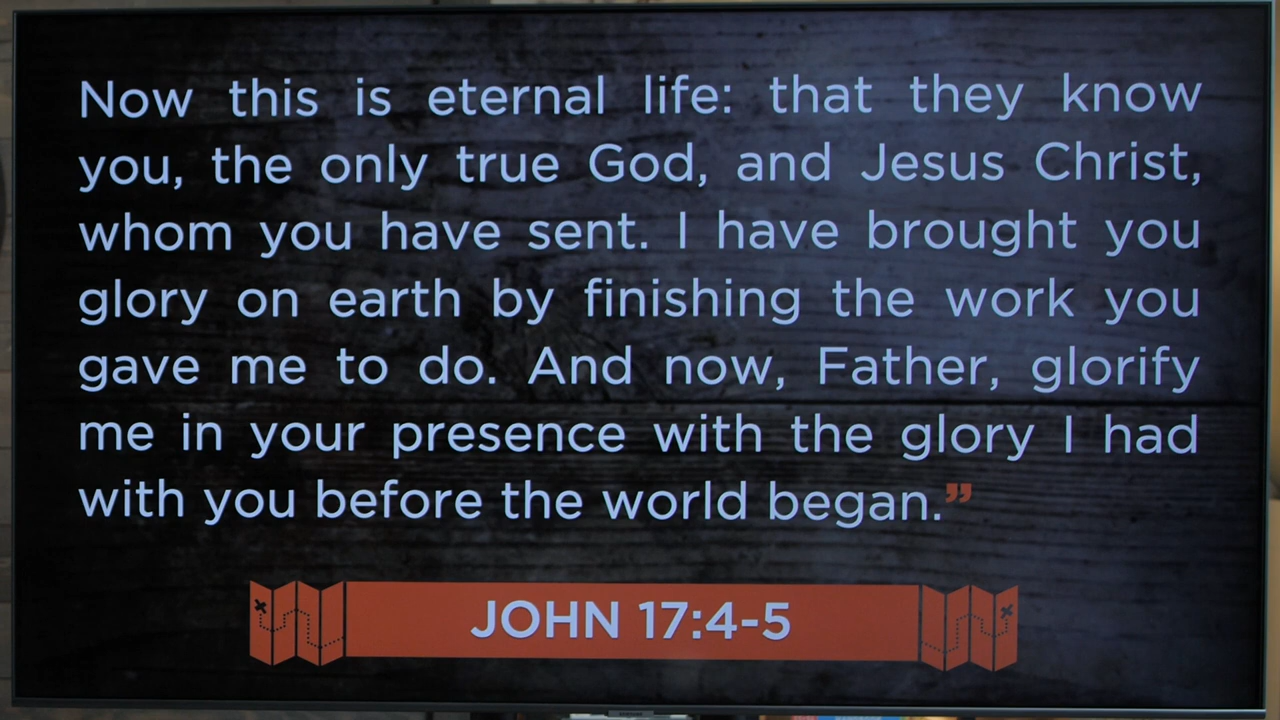 Now this is eternal life: that they know
you, the only true God, and Jesus Christ,
whom you have sent. I have brought you
glory on earth by finishing the work you
gave me to do. And now, Father, glorify
me in your presence with the glory I had
with you before the world began.”
JOHN 17:4-5